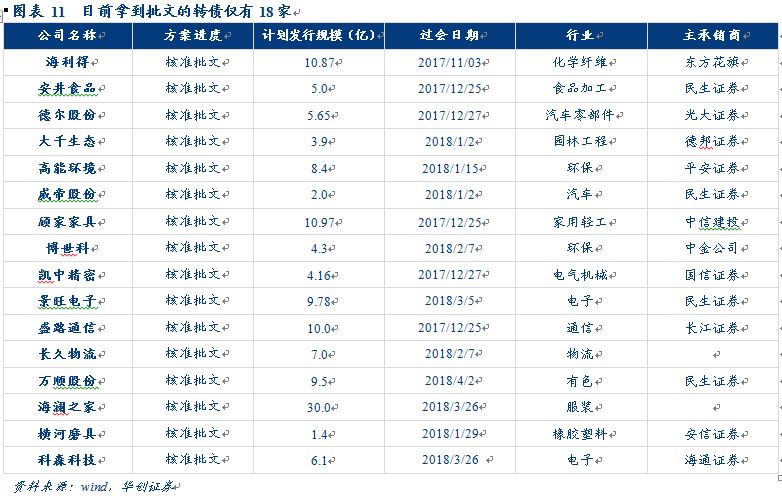 图表 11 目前拿到批文的转债仅有 18 家
公司名称 方案进度 计划发行规模（亿） 过会日期 行业 主承销商
海利得 核准批文 10.87 2017/11/03 化学纤维 东方花旗
安井食品 核准批文 5.0 2017/12/25 食品加工 民生证券
德尔股份 核准批文 5.65 2017/12/27 汽车零部件 光大证券
大千生态 核准批文 3.9 2018/1/2 园林工程 德邦证券
高能环境 核准批文 8.4 2018/1/15 环保 平安证券
威帝股份 核准批文 2.0 2018/1/2 汽车 民生证券
顾家家具 核准批文 10.97 2017/12/25 家用轻工 中信建投
博世科 核准批文 4.3 2018/2/7 环保 中金公司
凯中精密 核准批文 4.16 2017/12/27 电气机械 国信证券
景旺电子 核准批文 9.78 2018/3/5 电子 民生证券
盛路通信 核准批文 10.0 2017/12/25 通信 长江证券
长久物流 核准批文 7.0 2018/2/7 物流
万顺股份 核准批文 9.5 2018/4/2 有色 民生证券
海澜之家 核准批文 30.0 2018/3/26 服装
横河磨具 核准批文 1.4 2018/1/29 橡胶塑料 安信证券
科森科技 核准批文 6.1 2018/3/26 电子 海通证券
资料来源：wind，华创证券